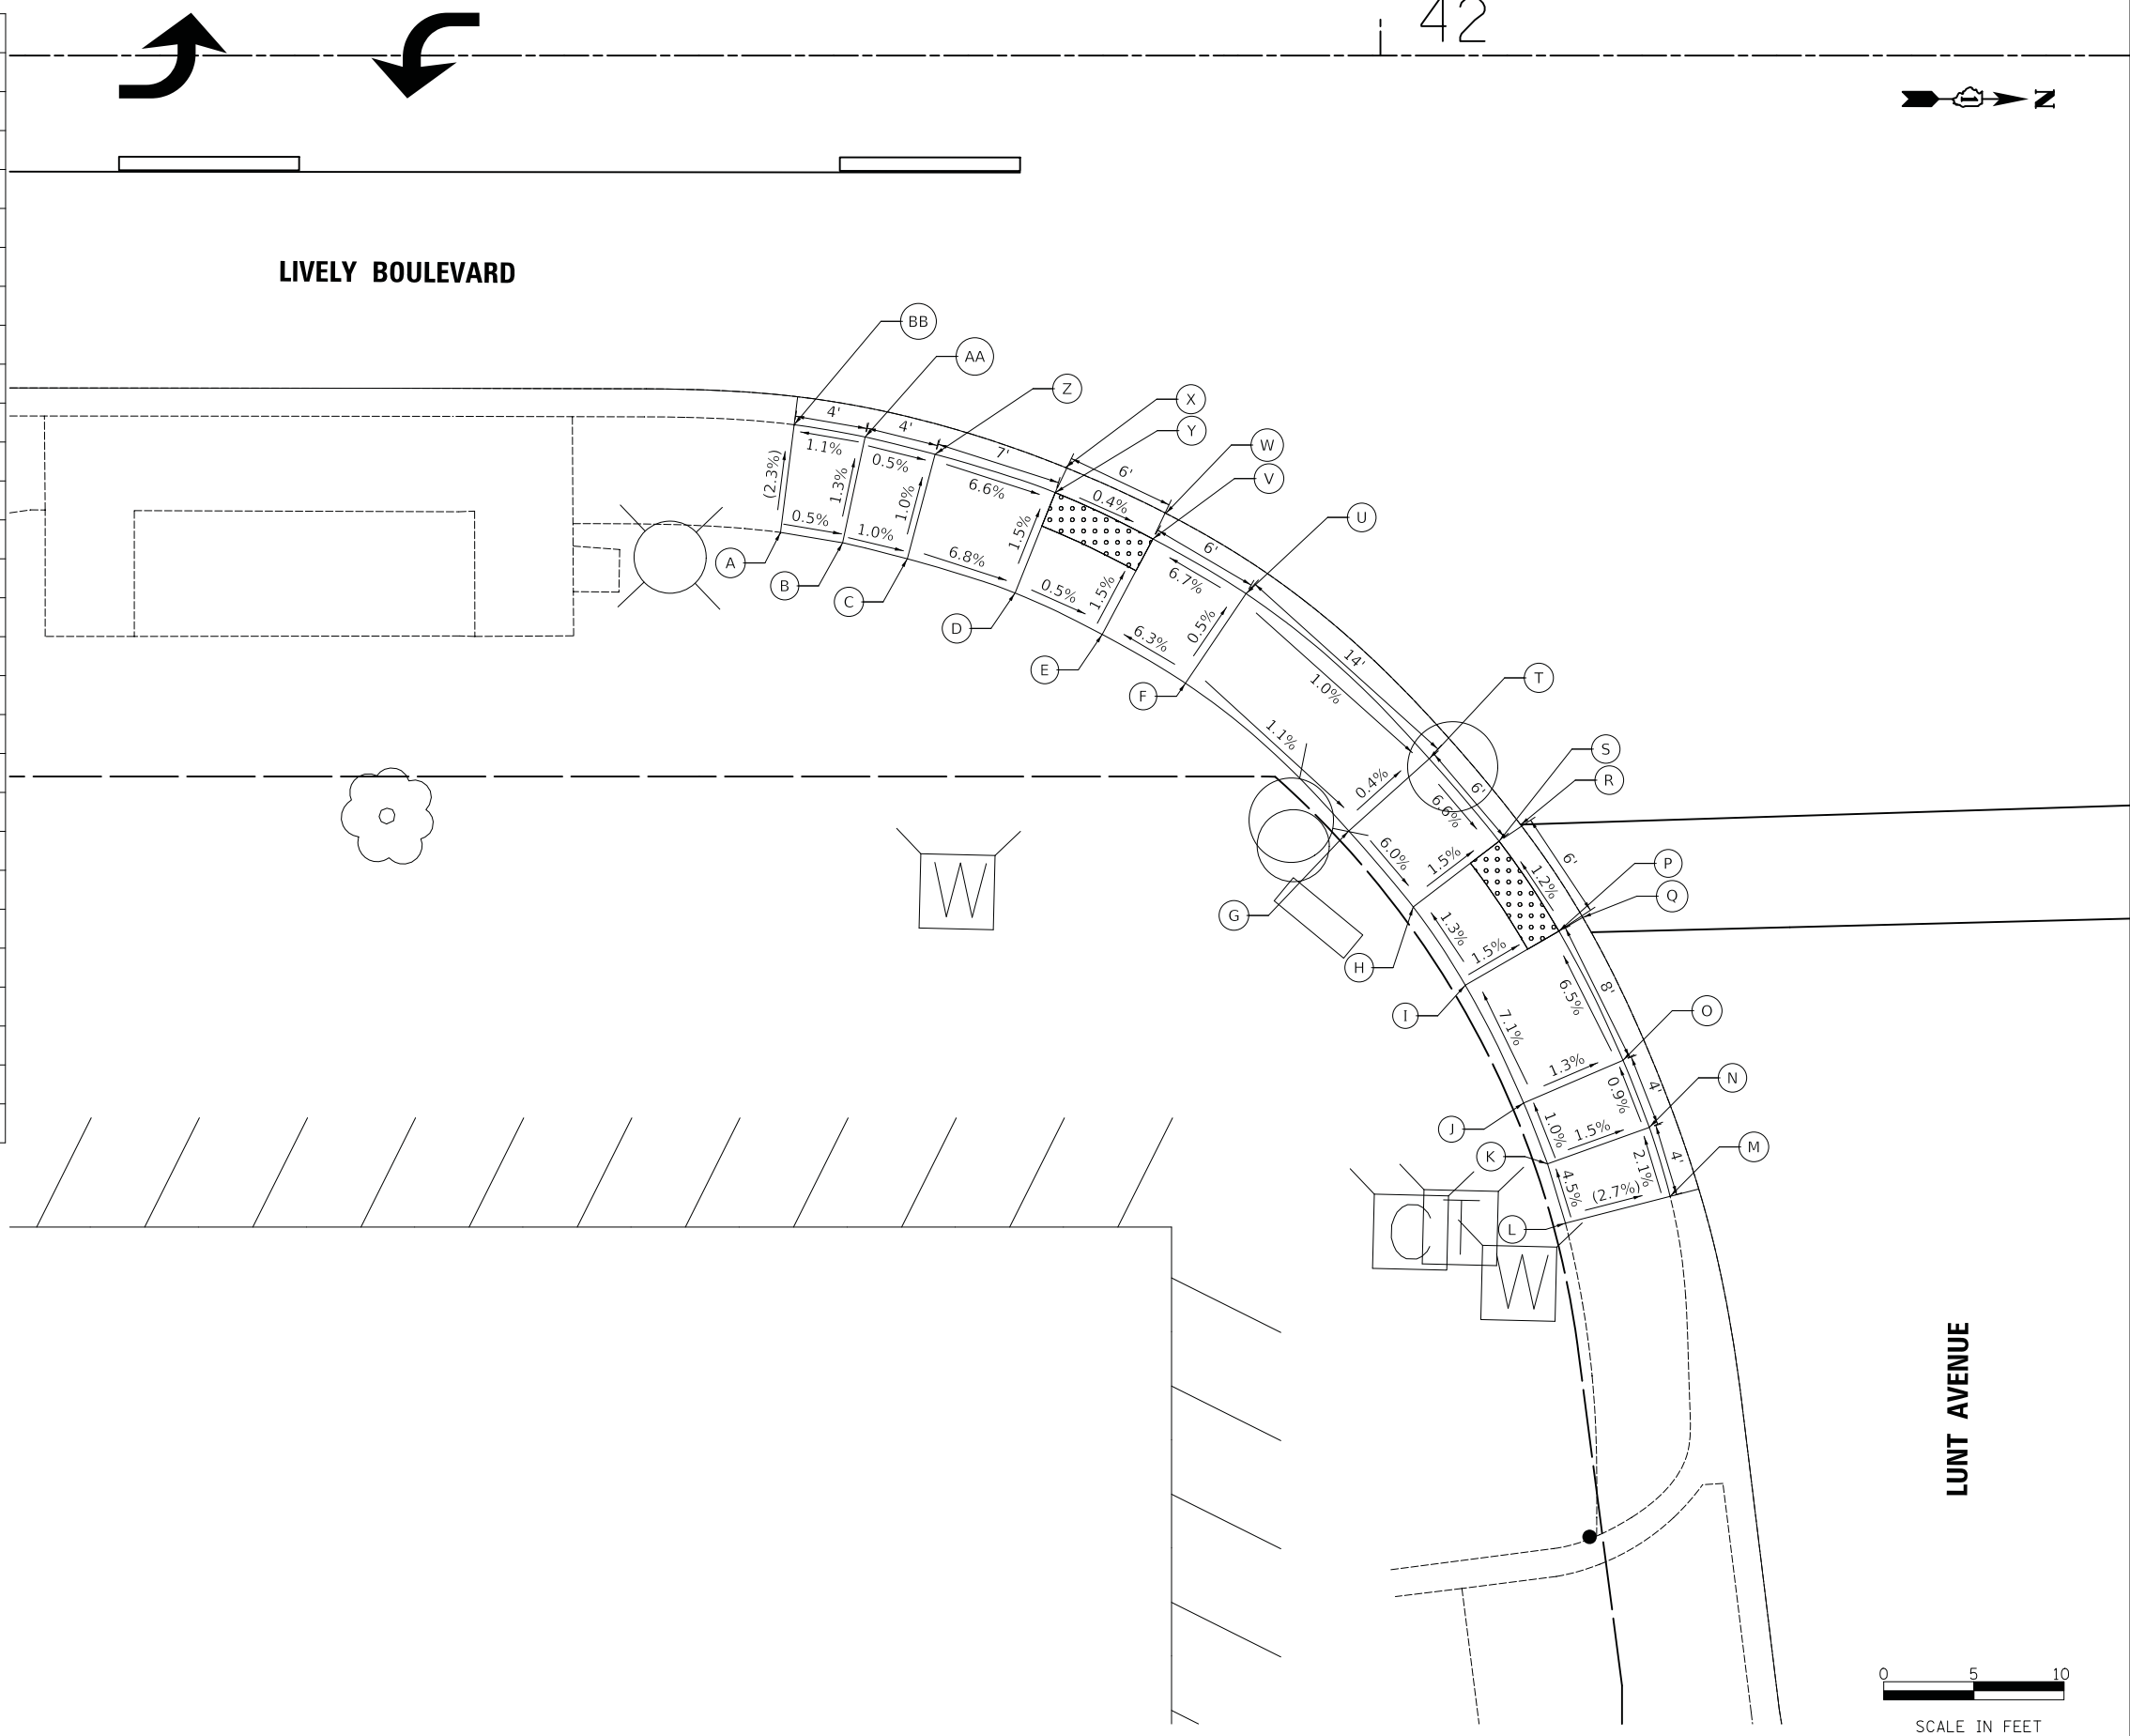 42
N
LIVELY BOULEVARD
BB
AA
Z
X
Y
W
V
U
T
S
R
P
Q
O
N
M
A
B
C
D
E
F
G
H
I
J
K
L
4'
4'
7'
6'
6'
14'
6'
6'
8'
4'
4'
1.1%
0.5%
6.6%
0.4%
(2.3%)
1.3%
1.0%
1.5%
0.5%
1.0%
6.8%
0.5%
1.5%
6.7%
6.3%
0.5%
1.0%
1.1%
0.4%
6.6%
6.0%
1.5%
1.2%
1.3%
1.5%
6.5%
7.1%
1.3%
0.9%
1.0%
1.5%
2.1%
4.5%
(2.7%)
W
C
T
W
LUNT AVENUE
0 5 10
SCALE IN FEET